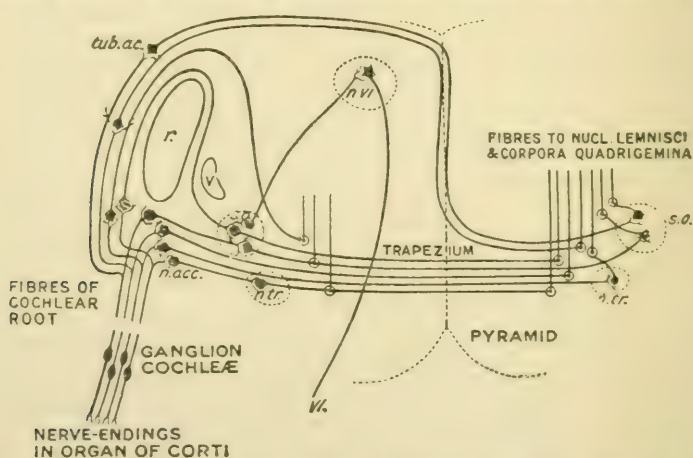 tub.ac.
n.VI
r.
V
FIBRES TO NUCL. LEMNISCI
& CORPORA QUADRIGEMINA
s.o.
s.o.
TRAPEZIUM
n.acc.
n.tr.
n.tr.
FIBRES OF
COCHLEAR
ROOT
PYRAMID
GANGLION
COCHLEÆ
VI.
NERVE-ENDINGS
IN ORGAN OF CORTI